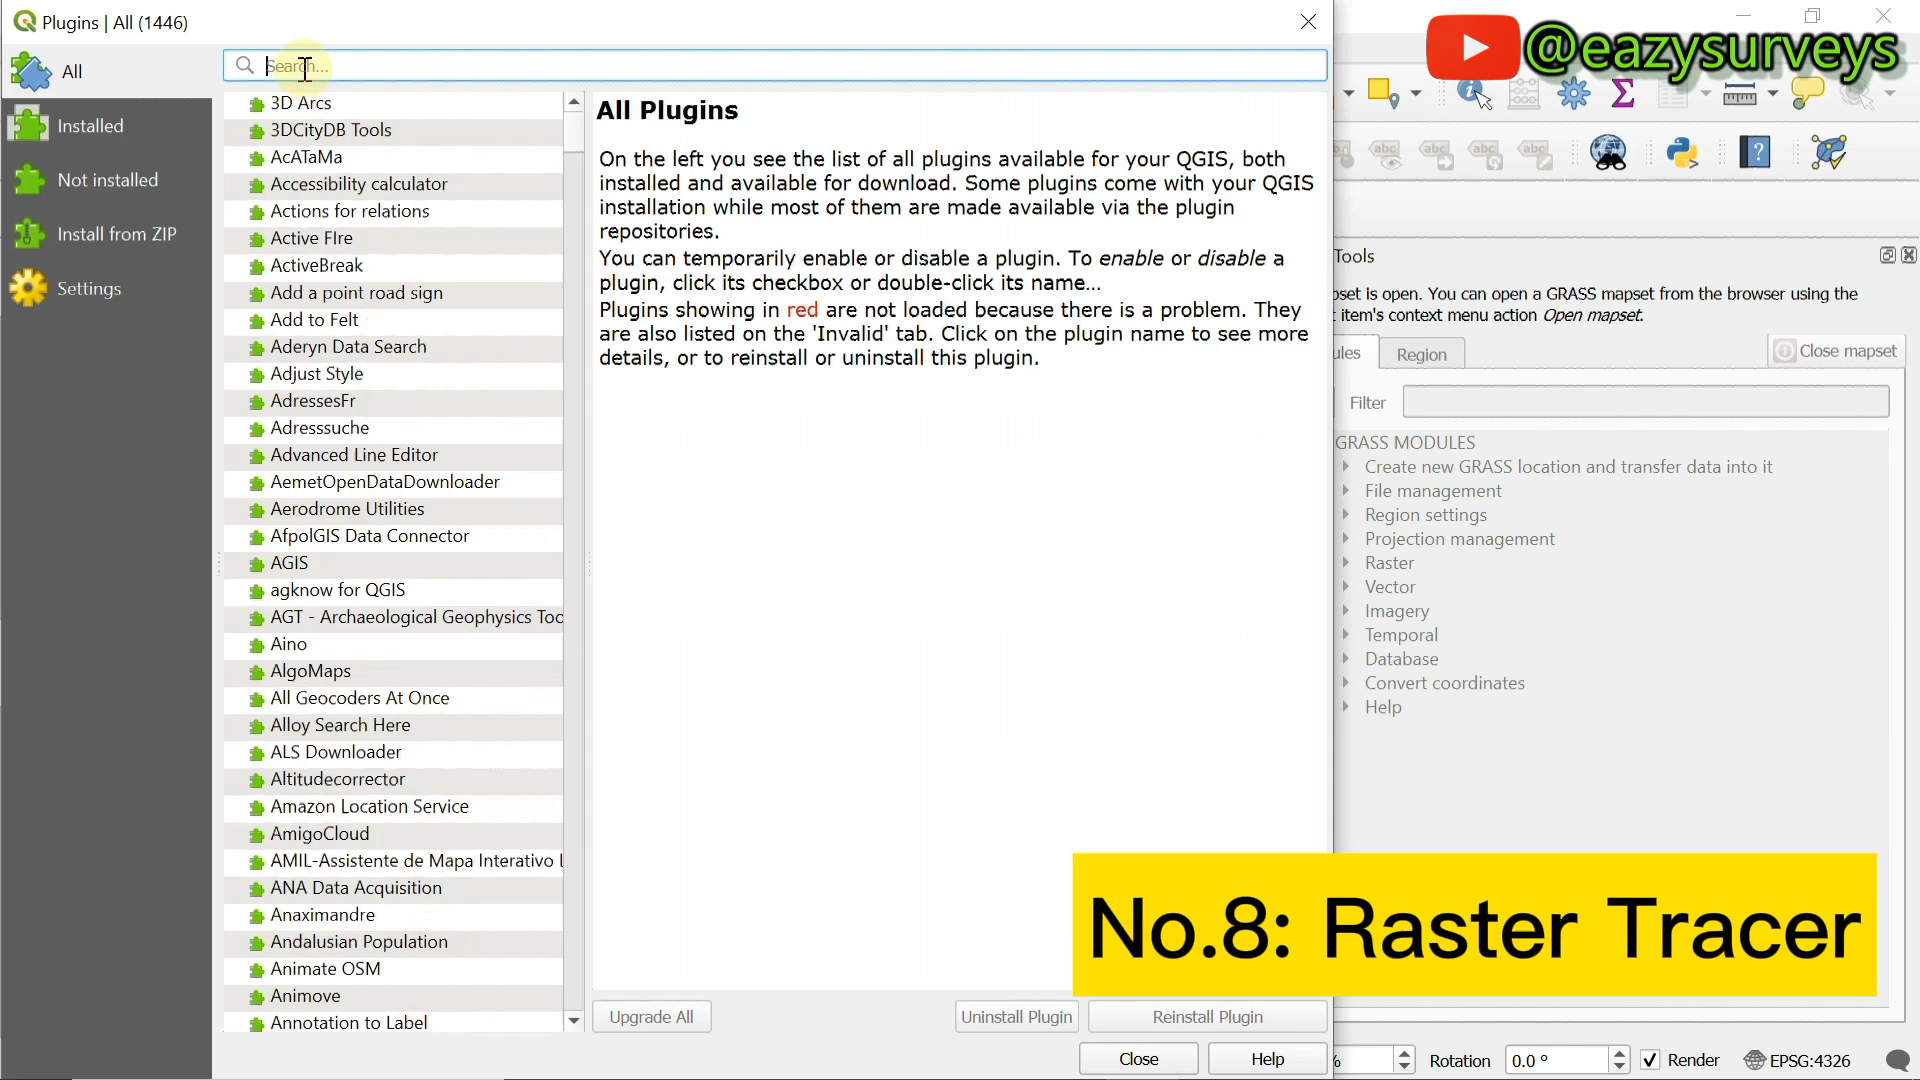 Plugins | All (1446)
@eazysurveys
All
Installed
Not installed
Install from ZIP
Settings
Search...
3D Arcs
3DCityDB Tools
AcATaMa
Accessibility calculator
Actions for relations
Active FIre
ActiveBreak
Add a point road sign
Add to Felt
Aderyn Data Search
Adjust Style
AdressesFr
Adresssuche
Advanced Line Editor
AemetOpenDataDownloader
Aerodrome Utilities
AfpolGIS Data Connector
AGIS
agknow for QGIS
AGT - Archaeological Geophysics Too
Aino
AlgoMaps
All Geocoders At Once
Alloy Search Here
ALS Downloader
Altitudecorrector
Amazon Location Service
AmigoCloud
AMIL-Assistente de Mapa Interativo
ANA Data Acquisition
Anaximandre
Andalusian Population
Animate OSM
Animove
Annotation to Label
All Plugins
On the left you see the list of all plugins available for your QGIS, both
installed and available for download. Some plugins come with your QGIS
installation while most of them are made available via the plugin
repositories.
You can temporarily enable or disable a plugin. To enable or disable a
plugin, click its checkbox or double-click its name...
Plugins showing in red are not loaded because there is a problem. They
are also listed on the 'Invalid' tab. Click on the plugin name to see more
details, or to reinstall or uninstall this plugin.
Upgrade All
Uninstall Plugin
Reinstall Plugin
Close
Help
abc
abc
abc
abc
Tools
pset is open. You can open a GRASS mapset from the browser using the
item's context menu action Open mapset.
ules
Region
Close mapset
Filter
GRASS MODULES
Create new GRASS location and transfer data into it
File management
Region settings
Projection management
Raster
Vector
Imagery
Temporal
Database
Convert coordinates
Help
No.8: Raster Tracer
%
Rotation
0.0 °
Render
EPSG:4326